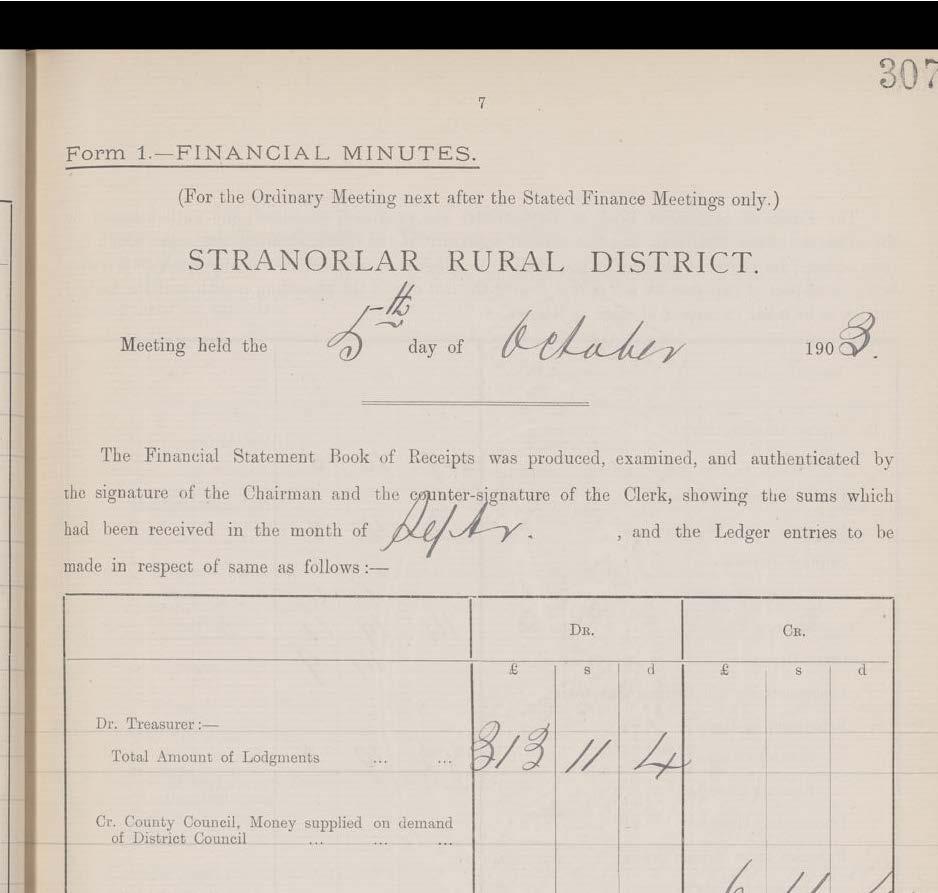 307
7
Form 1.—FINANCIAL MINUTES.
(For the Ordinary Meeting next after the Stated Finance Meetings only.)
STRANORLAR RURAL DISTRICT.
Meeting held the 5th day of October 1903.
The Financial Statement Book of Receipts was produced, examined, and authenticated by
the signature of the Chairman and the counter-signature of the Clerk, showing the sums which
had been received in the month of Septr. , and the Ledger entries to be
made in respect of same as follows :—
DR. CR.
£ s d £ s d
Dr. Treasurer :—
Total Amount of Lodgments ... ... 313 11 4
Cr. County Council, Money supplied on demand
of District Council ... ... ...